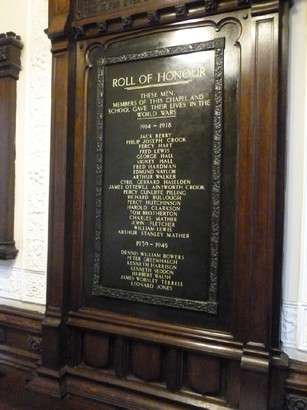 ROLL OF HONOUR
THESE MEN,
MEMBERS OF THIS CHAPEL AND
SCHOOL GAVE THEIR LIVES IN THE
WORLD WARS
1914 - 1918
JACK BERRY
PHILIP JOSEPH CROOK
PERCY HART
FRED LEWIS
GEORGE HALL
SIDNEY HALL
FRED HARDMAN
EDMUND NAYLOR
ARTHUR WALKER
CYRIL GERRARD HASELDEN
JAMES OTTEWILL AINSWORTH CROOK
PERCY CUNLIFFE PILLING
RICHARD BULLOUGH
PERCY HUTCHINSON
HAROLD CLARKSON
TOM BROTHERTON
CHARLES MATHER
JOHN FLETCHER
WILLIAM LEWIS
ARTHUR STANLEY MATHER
1939 - 1945
DENNIS WILLIAM BOWERS
PETER GREENHALGH
KENNETH HARRISON
KENNETH SEDDON
HERBERT WALSH
JAMES WORSLEY TERRELL
LEONARD JONES